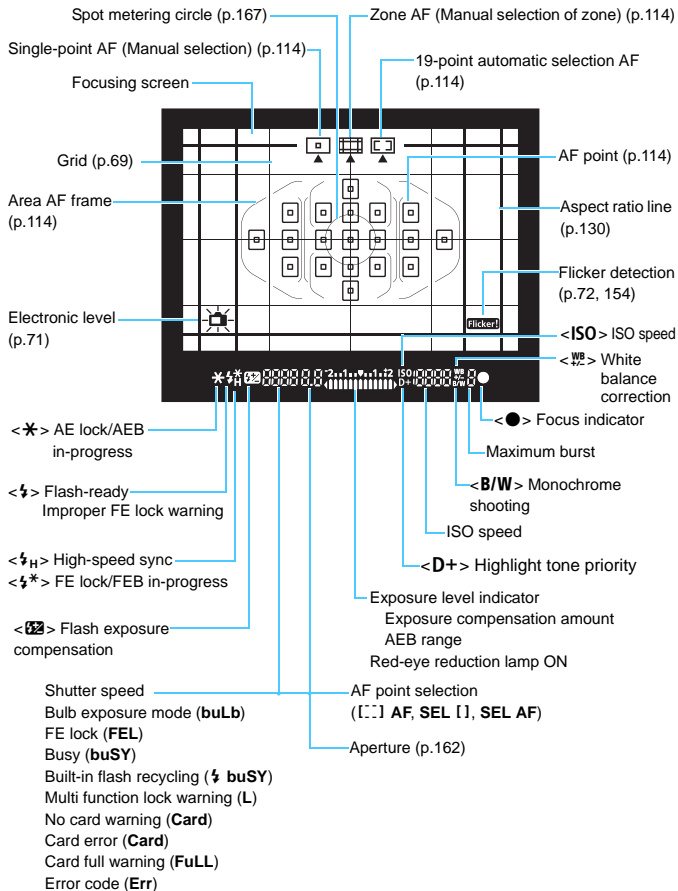 Spot metering circle (p.167)
Zone AF (Manual selection of zone) (p.114)
Single-point AF (Manual selection) (p.114)
19-point automatic selection AF
(p.114)
Focusing screen
Grid (p.69)
AF point (p.114)
Area AF frame
(p.114)
Aspect ratio line
(p.130)
Flicker detection
(p.72, 154)
Electronic level
(p.71)
Flicker!
<ISO> ISO speed
<WB+/-> White
balance
correction
-2..1..▼..1.+2 ISO D+ WB +/- B/W
<●> Focus indicator
<✱> AE lock/AEB
in-progress
Maximum burst
<B/W> Monochrome
shooting
<⚡> Flash-ready
Improper FE lock warning
ISO speed
<⚡H> High-speed sync
<⚡*> FE lock/FEB in-progress
<D+> Highlight tone priority
Exposure level indicator
Exposure compensation amount
AEB range
Red-eye reduction lamp ON
<⚡±> Flash exposure
compensation
Shutter speed
Bulb exposure mode (buLb)
FE lock (FEL)
Busy (buSY)
Built-in flash recycling (⚡ buSY)
Multi function lock warning (L)
No card warning (Card)
Card error (Card)
Card full warning (FuLL)
Error code (Err)
AF point selection
([ ] AF, SEL [ ], SEL AF)
Aperture (p.162)